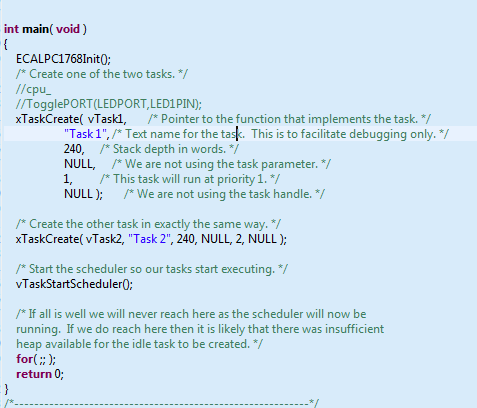 int main( void )
{
ECALPC1768Init();
/* Create one of the two tasks. */
//cpu_
//TogglePORT(LEDPORT,LED1PIN);
xTaskCreate( vTask1, /* Pointer to the function that implements the task. */
"Task 1", /* Text name for the task. This is to facilitate debugging only. */
240, /* Stack depth in words. */
NULL, /* We are not using the task parameter. */
1, /* This task will run at priority 1. */
NULL ); /* We are not using the task handle. */
/* Create the other task in exactly the same way. */
xTaskCreate( vTask2, "Task 2", 240, NULL, 2, NULL );
/* Start the scheduler so our tasks start executing. */
vTaskStartScheduler();
/* If all is well we will never reach here as the scheduler will now be
running. If we do reach here then it is likely that there was insufficient
heap available for the idle task to be created. */
for( ;; );
return 0;
}
/*-----------------------------------------------------------*/